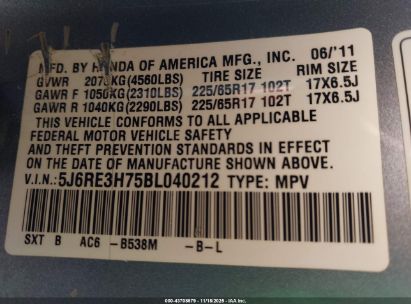 MFD. BY HONDA OF AMERICA MFG., INC. 06/'11
GVWR 2070KG(4560LBS) TIRE SIZE RIM SIZE
GAWR F 1050KG(2310LBS) 225/65R17 102T 17X6.5J
GAWR R 1040KG(2290LBS) 225/65R17 102T 17X6.5J
THIS VEHICLE CONFORMS TO ALL APPLICABLE
FEDERAL MOTOR VEHICLE SAFETY
AND THEFT PREVENTION STANDARDS IN EFFECT
ON THE DATE OF MANUFACTURE SHOWN ABOVE.
V.I.N.: 5J6RE3H75BL040212 TYPE: MPV
SXT B AC6 -B538M -B-L